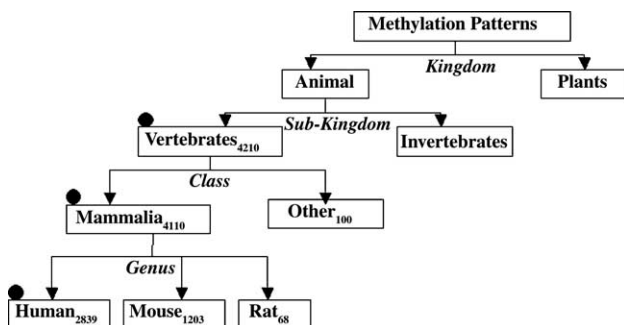 Methylation Patterns
Kingdom
Animal
Plants
Sub-Kingdom
Vertebrates4210
Invertebrates
Class
Mammalia4110
Other100
Genus
Human2839
Mouse1203
Rat68